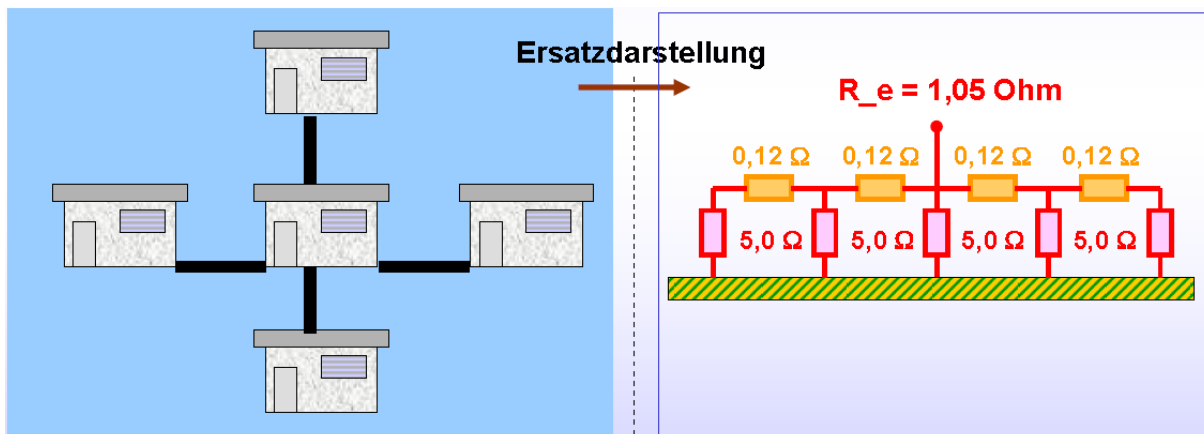 Ersatzdarstellung
R_e = 1,05 Ohm
0,12 Ω 0,12 Ω 0,12 Ω 0,12 Ω
5,0 Ω 5,0 Ω 5,0 Ω 5,0 Ω